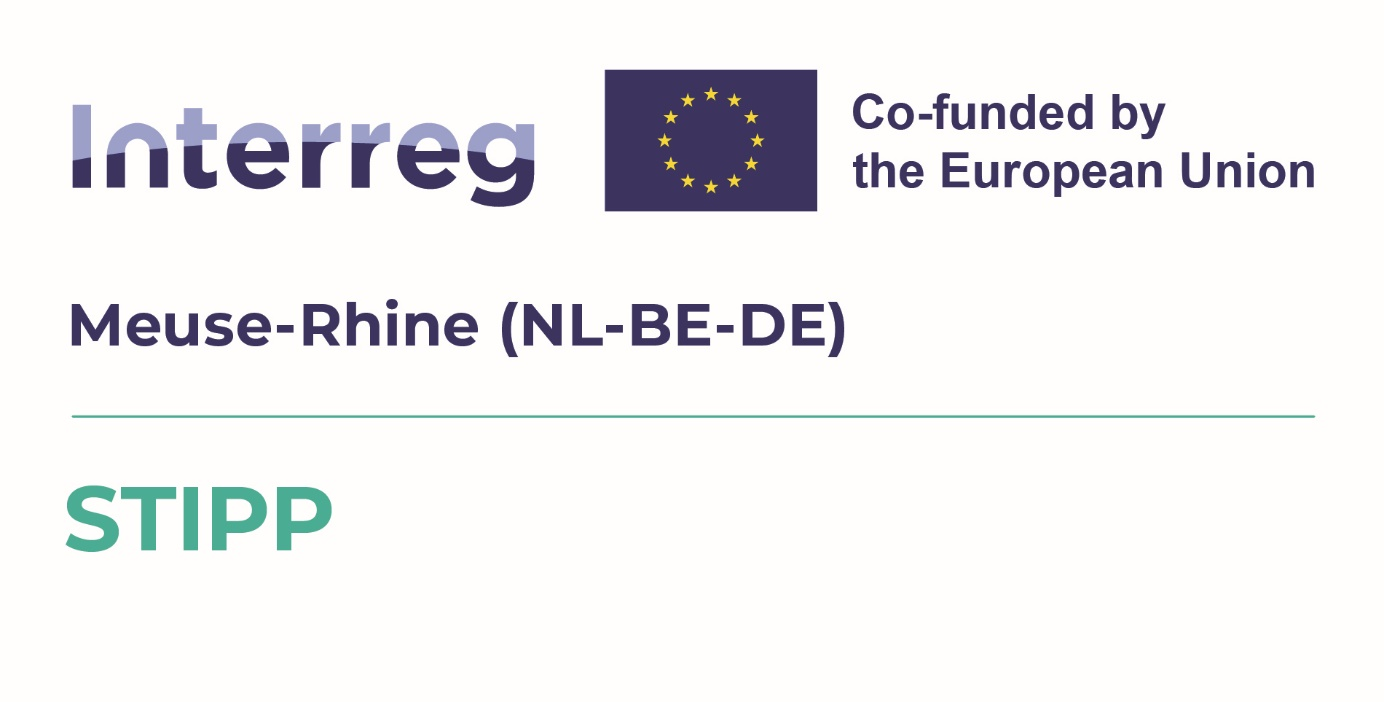 Interreg
Co-funded by
the European Union
Meuse-Rhine (NL-BE-DE)
STIPP